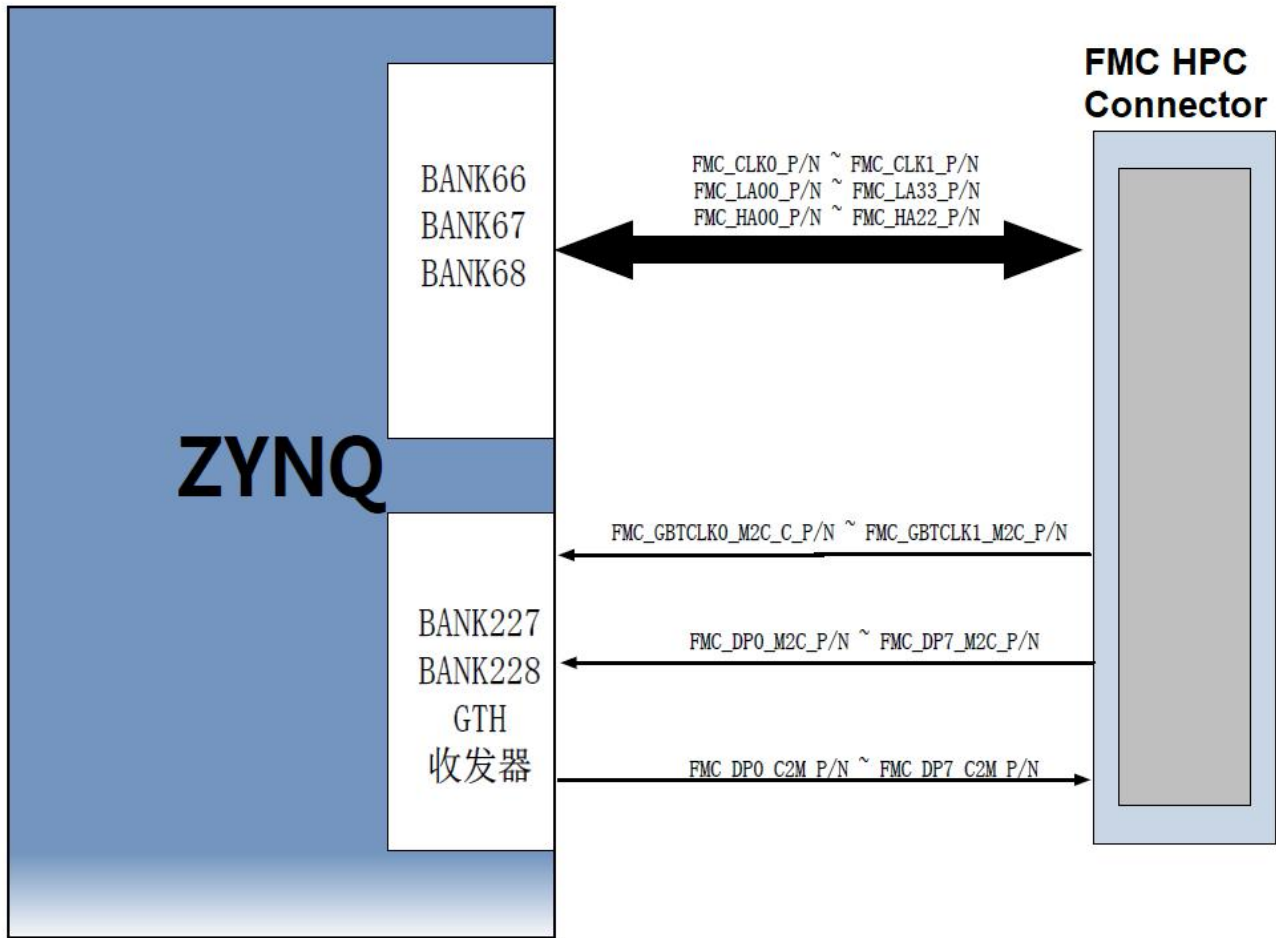 FMC HPC
Connector
FMC_CLK0_P/N ~ FMC_CLK1_P/N
FMC_LA00_P/N ~ FMC_LA33_P/N
FMC_HA00_P/N ~ FMC_HA22_P/N
BANK66
BANK67
BANK68
ZYNQ
FMC_GBTCLK0_M2C_C_P/N ~ FMC_GBTCLK1_M2C_P/N
BANK227
BANK228
GTH
收发器
FMC_DP0_M2C_P/N ~ FMC_DP7_M2C_P/N
FMC_DP0_C2M_P/N ~ FMC_DP7_C2M_P/N